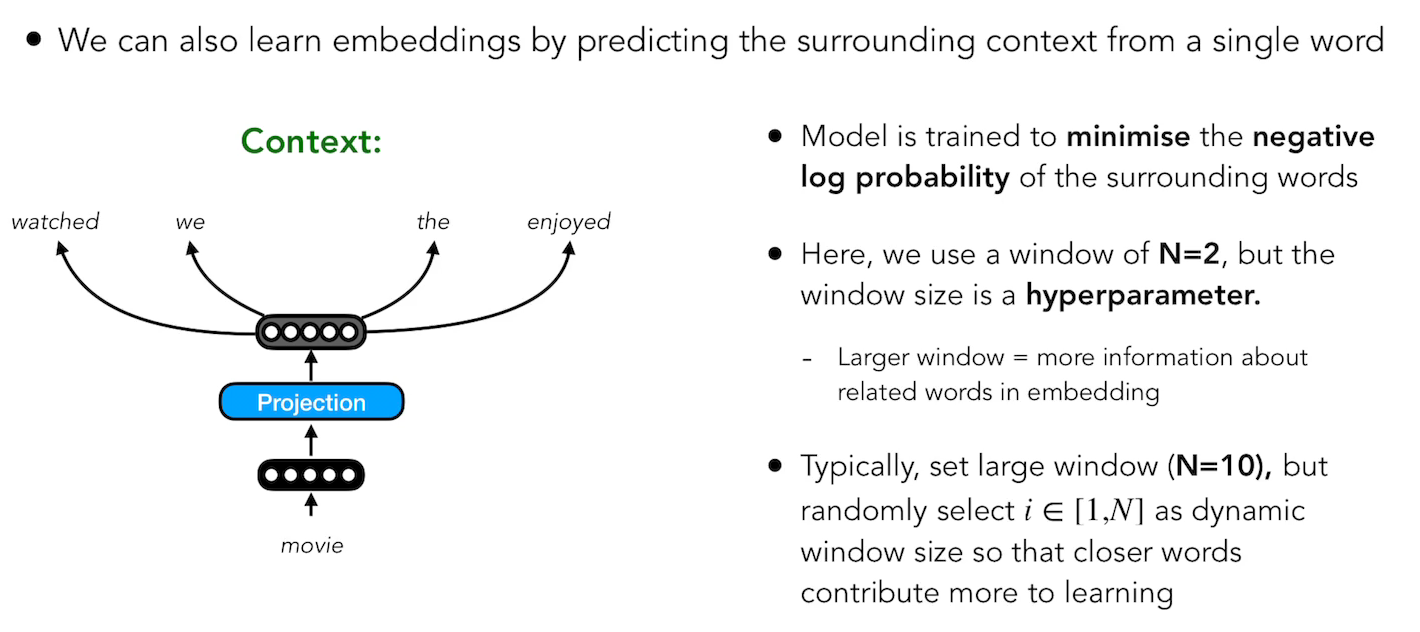 • We can also learn embeddings by predicting the surrounding context from a single word
Context:
watched we the enjoyed
Projection
movie
• Model is trained to minimise the negative
log probability of the surrounding words
• Here, we use a window of N=2, but the
window size is a hyperparameter.
- Larger window = more information about
related words in embedding
• Typically, set large window (N=10), but
randomly select i ∈ [1,N] as dynamic
window size so that closer words
contribute more to learning